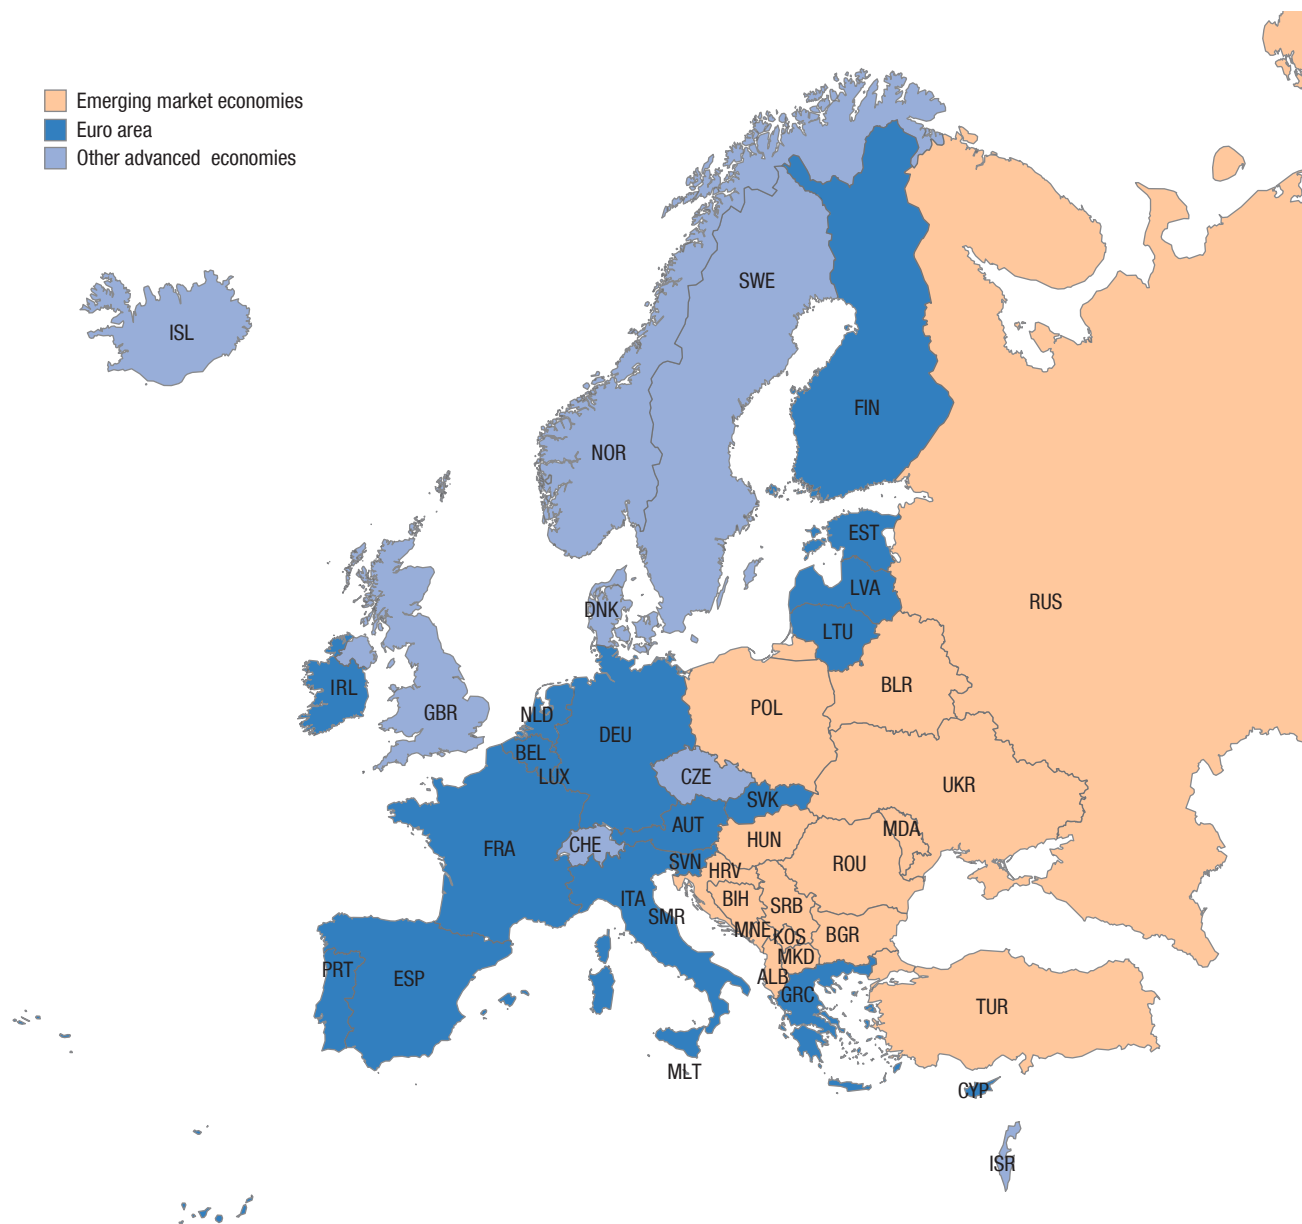 Emerging market economies
Euro area
Other advanced economies
SWE
ISL
FIN
NOR
EST
LVA
RUS
DNK
LTU
BLR
IRL
POL
GBR
NLD
DEU
BEL
LUX
CZE
UKR
SVK
AUT
MDA
HUN
CHE
FRA
SVN
ROU
HRV
ITA
BIH
SRB
SMR
MNE
KOS
BGR
MKD
PRT
ESP
ALB
GRC
TUR
MLT
CYP
ISR